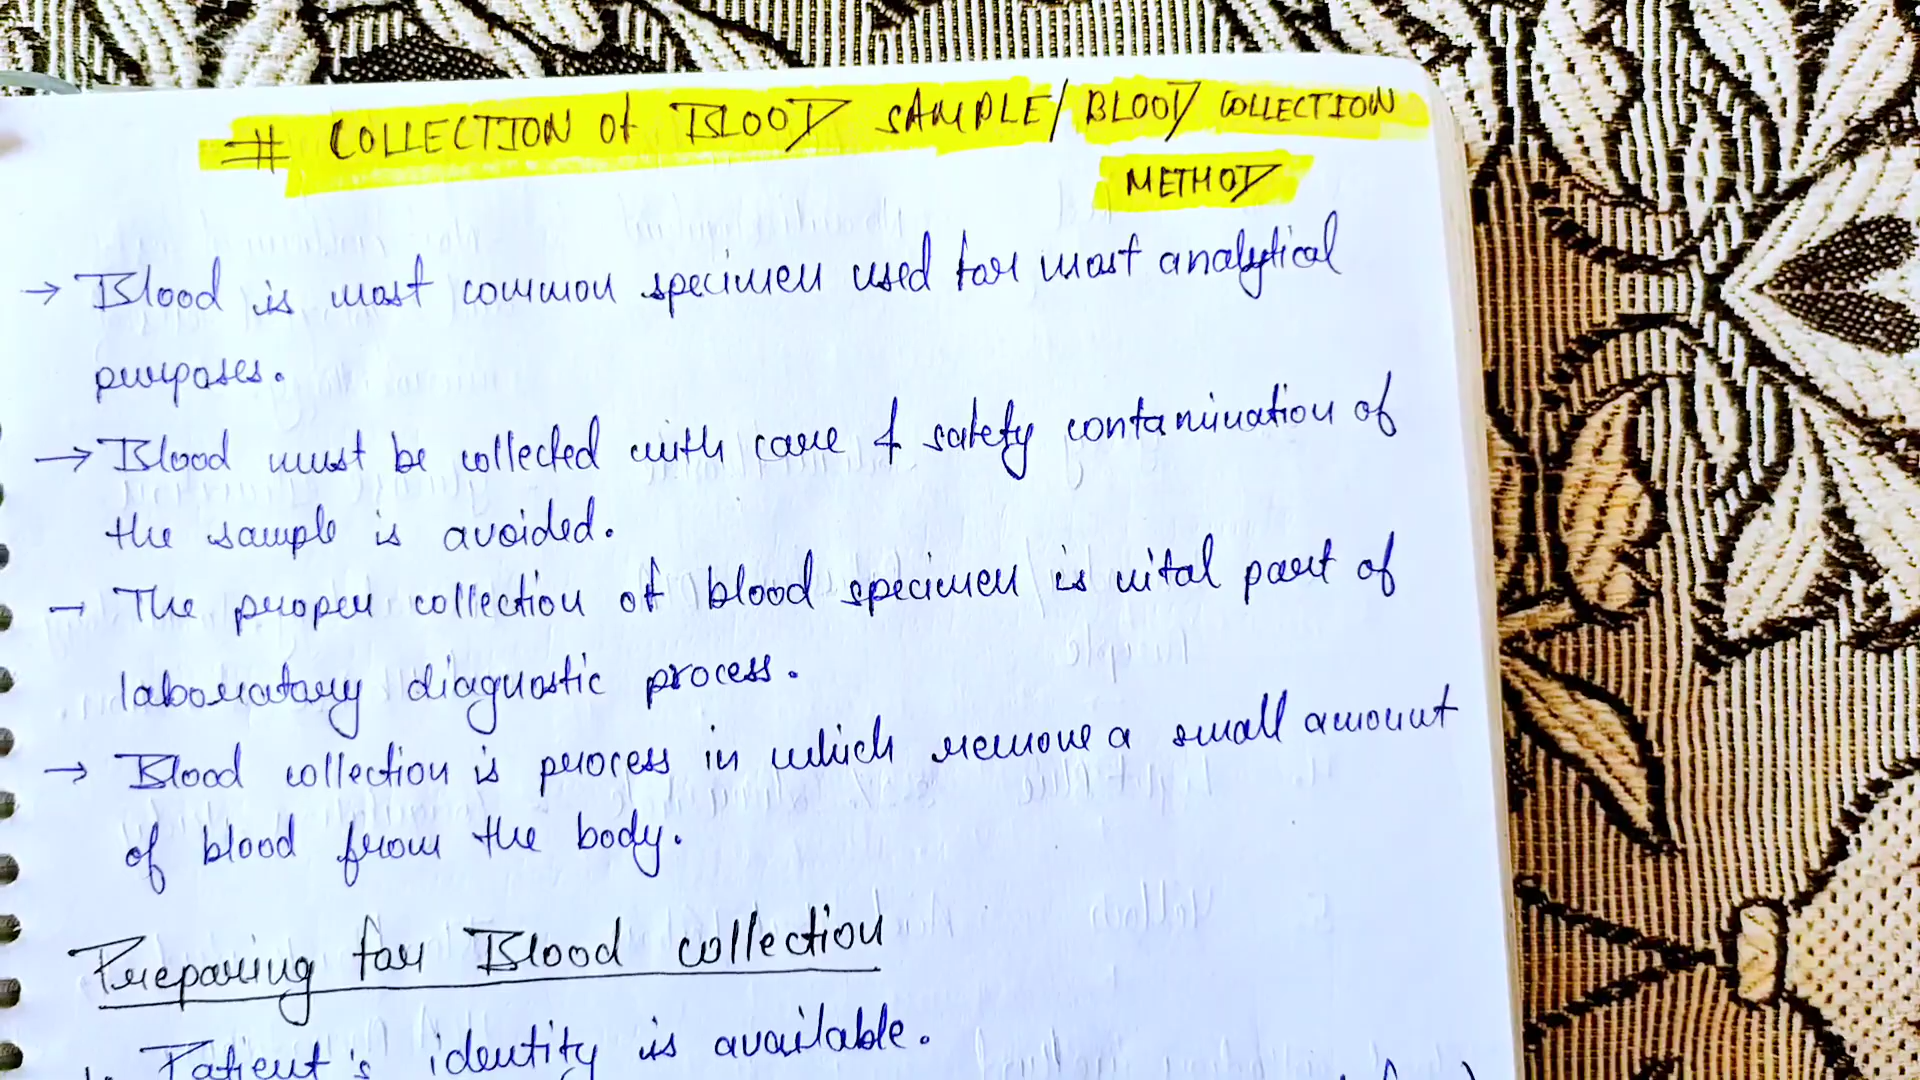 # COLLECTION Of BLOOD SAMPLE/ BLOOD COLLECTION
METHOD
→ Blood is most common specimen used for most analytical
purposes.
→ Blood must be collected with care & safety contamination of
the sample is avoided.
→ The proper collection of blood specimen is vital part of
laboratory diagnostic process.
→ Blood collection is process in which remove a small amount
of blood from the body.
Preparing for Blood collection
Patient's identity is available.